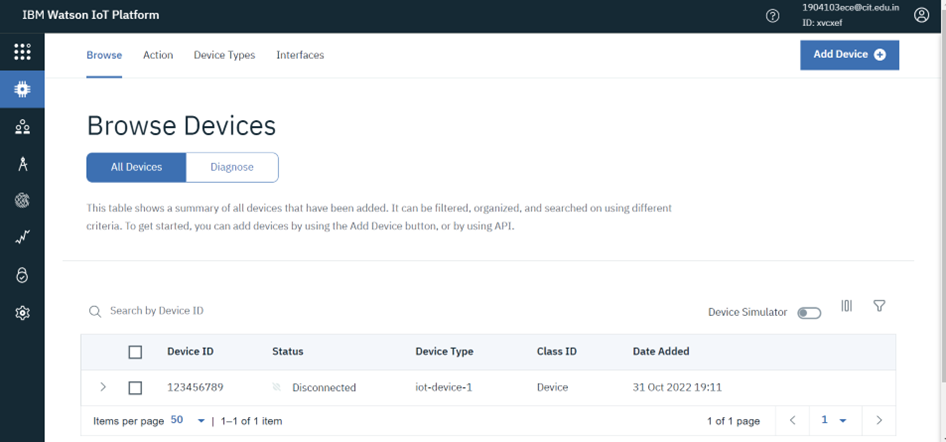 IBM Watson IoT Platform
1904103ece@cit.edu.in
ID: xvcxef
Browse Action Device Types Interfaces
Add Device
Browse Devices
All Devices Diagnose
This table shows a summary of all devices that have been added. It can be filtered, organized, and searched on using different
criteria. To get started, you can add devices by using the Add Device button, or by using API.
Search by Device ID
Device Simulator
Device ID Status Device Type Class ID Date Added
123456789 Disconnected iot-device-1 Device 31 Oct 2022 19:11
Items per page 50 | 1–1 of 1 item 1 of 1 page 1